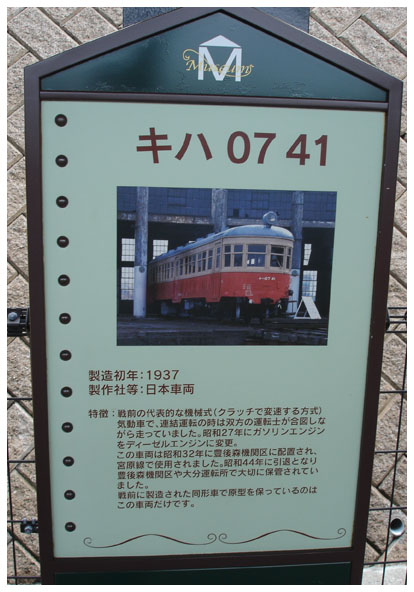 M
Museum
キハ 07 41
製造初年：1937
製作社等：日本車両
特徴：戦前の代表的な機械式(クラッチで変速する方式)
気動車で、連結運転の時は双方の運転士が合図しな
がら走っていました。昭和27年にガソリンエンジン
をディーゼルエンジンに変更。
この車両は昭和32年に豊後森機関区に配置され、
宮原線で使用されました。昭和44年に引退となり
豊後森機関区や大分運転所で大切に保管されてい
ました。
戦前に製造された同形車で原型を保っているのは
この車両だけです。